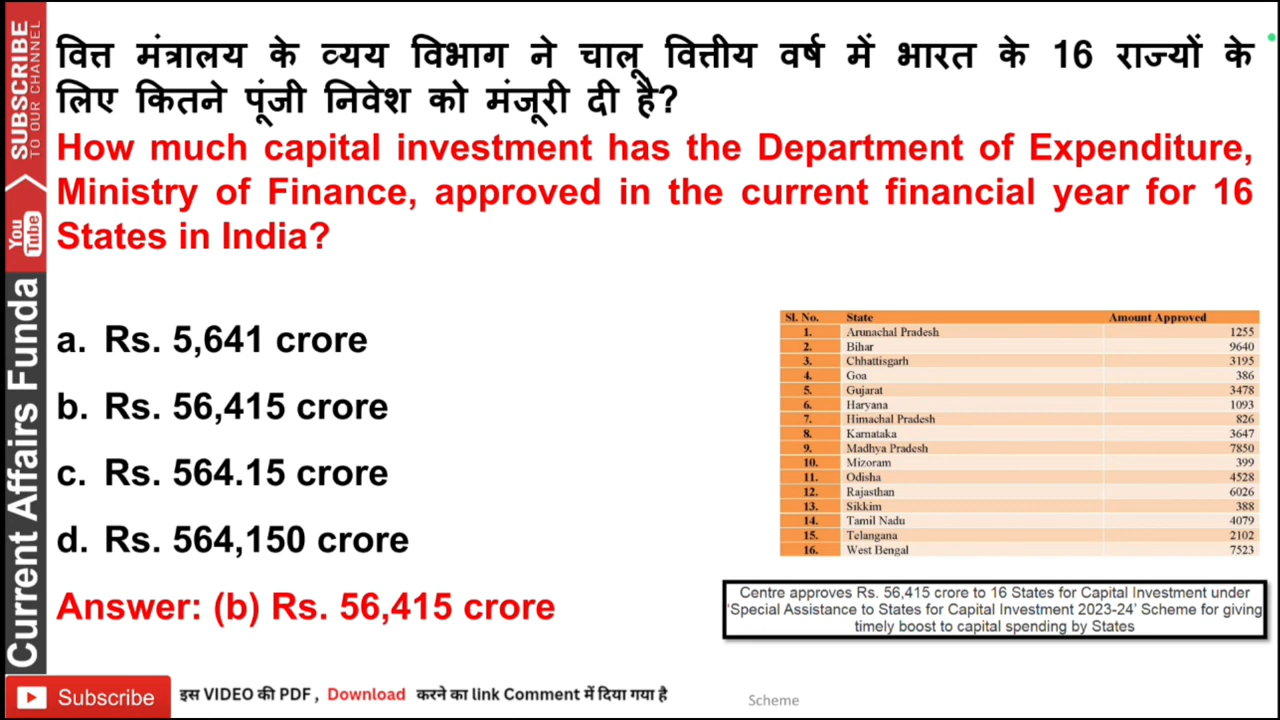 वित्त मंत्रालय के व्यय विभाग ने चालू वित्तीय वर्ष में भारत के 16 राज्यों के
लिए कितने पूंजी निवेश को मंजूरी दी है?
How much capital investment has the Department of Expenditure,
Ministry of Finance, approved in the current financial year for 16
States in India?
a. Rs. 5,641 crore
b. Rs. 56,415 crore
c. Rs. 564.15 crore
d. Rs. 564,150 crore
Answer: (b) Rs. 56,415 crore
Sl. No. State Amount Approved
1. Arunachal Pradesh 1255
2. Bihar 9640
3. Chhattisgarh 3195
4. Goa 386
5. Gujarat 3478
6. Haryana 1093
7. Himachal Pradesh 826
8. Karnataka 3647
9. Madhya Pradesh 7850
10. Mizoram 399
11. Odisha 4528
12. Rajasthan 6026
13. Sikkim 388
14. Tamil Nadu 4079
15. Telangana 2102
16. West Bengal 7523
Centre approves Rs. 56,415 crore to 16 States for Capital Investment under
'Special Assistance to States for Capital Investment 2023-24' Scheme for giving
timely boost to capital spending by States
SUBSCRIBE
TO OUR CHANNEL
You Tube
Current Affairs Funda
Subscribe
इस VIDEO की PDF , Download करने का link Comment में दिया गया है
Scheme